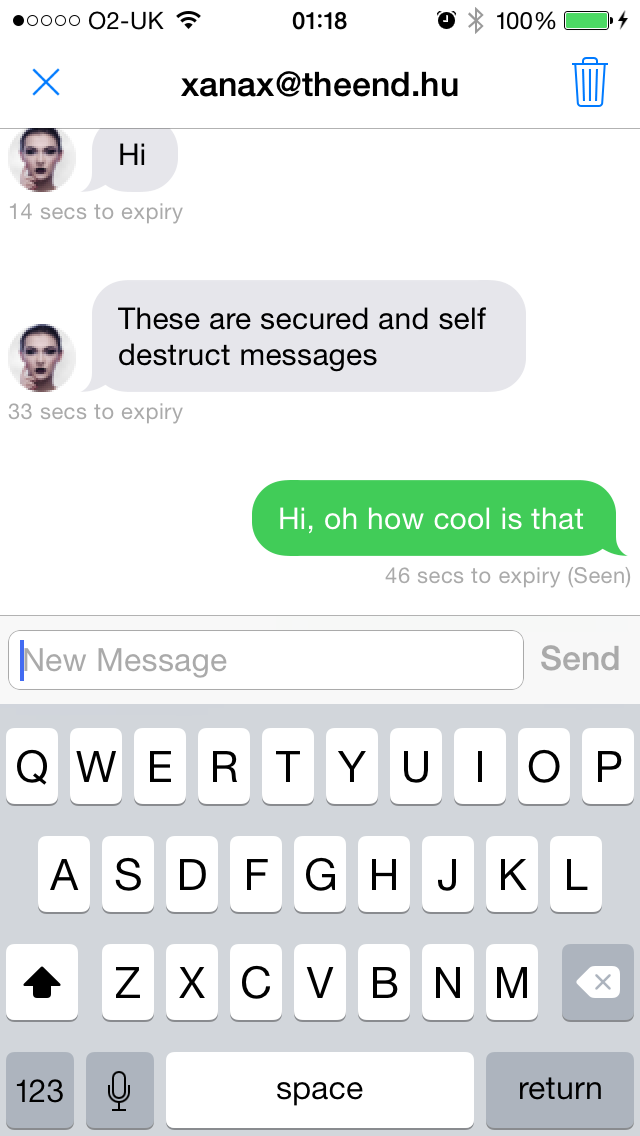 O2-UK 01:18 100%
xanax@theend.hu
Hi
14 secs to expiry
These are secured and self
destruct messages
33 secs to expiry
Hi, oh how cool is that
46 secs to expiry (Seen)
New Message Send
Q W E R T Y U I O P
A S D F G H J K L
Z X C V B N M
123 space return